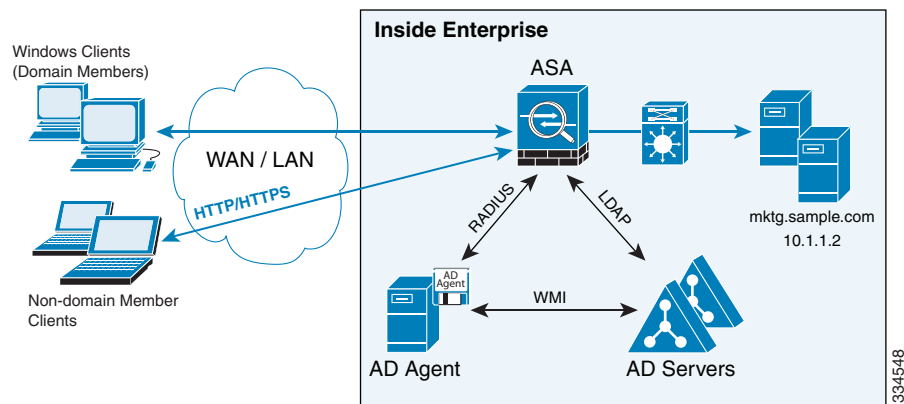 Inside Enterprise
Windows Clients
(Domain Members)
ASA
WAN / LAN
HTTP/HTTPS
RADIUS
LDAP
mktg.sample.com
10.1.1.2
Non-domain Member
Clients
AD
Agent
WMI
AD Agent
AD Servers
334548